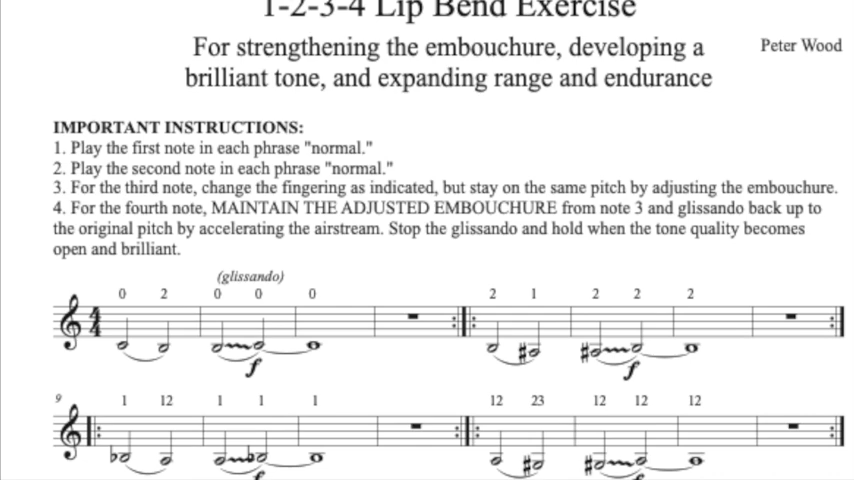 1-2-3-4 Lip Bend Exercise
For strengthening the embouchure, developing a
brilliant tone, and expanding range and endurance
Peter Wood
IMPORTANT INSTRUCTIONS:
1. Play the first note in each phrase "normal."
2. Play the second note in each phrase "normal."
3. For the third note, change the fingering as indicated, but stay on the same pitch by adjusting the embouchure.
4. For the fourth note, MAINTAIN THE ADJUSTED EMBOUCHURE from note 3 and glissando back up to
the original pitch by accelerating the airstream. Stop the glissando and hold when the tone quality becomes
open and brilliant.
(glissando)
0 2 0 0 0 2 1 2 2 2
4
4
f f
9
1 12 1 1 1 12 23 12 12 12
f f